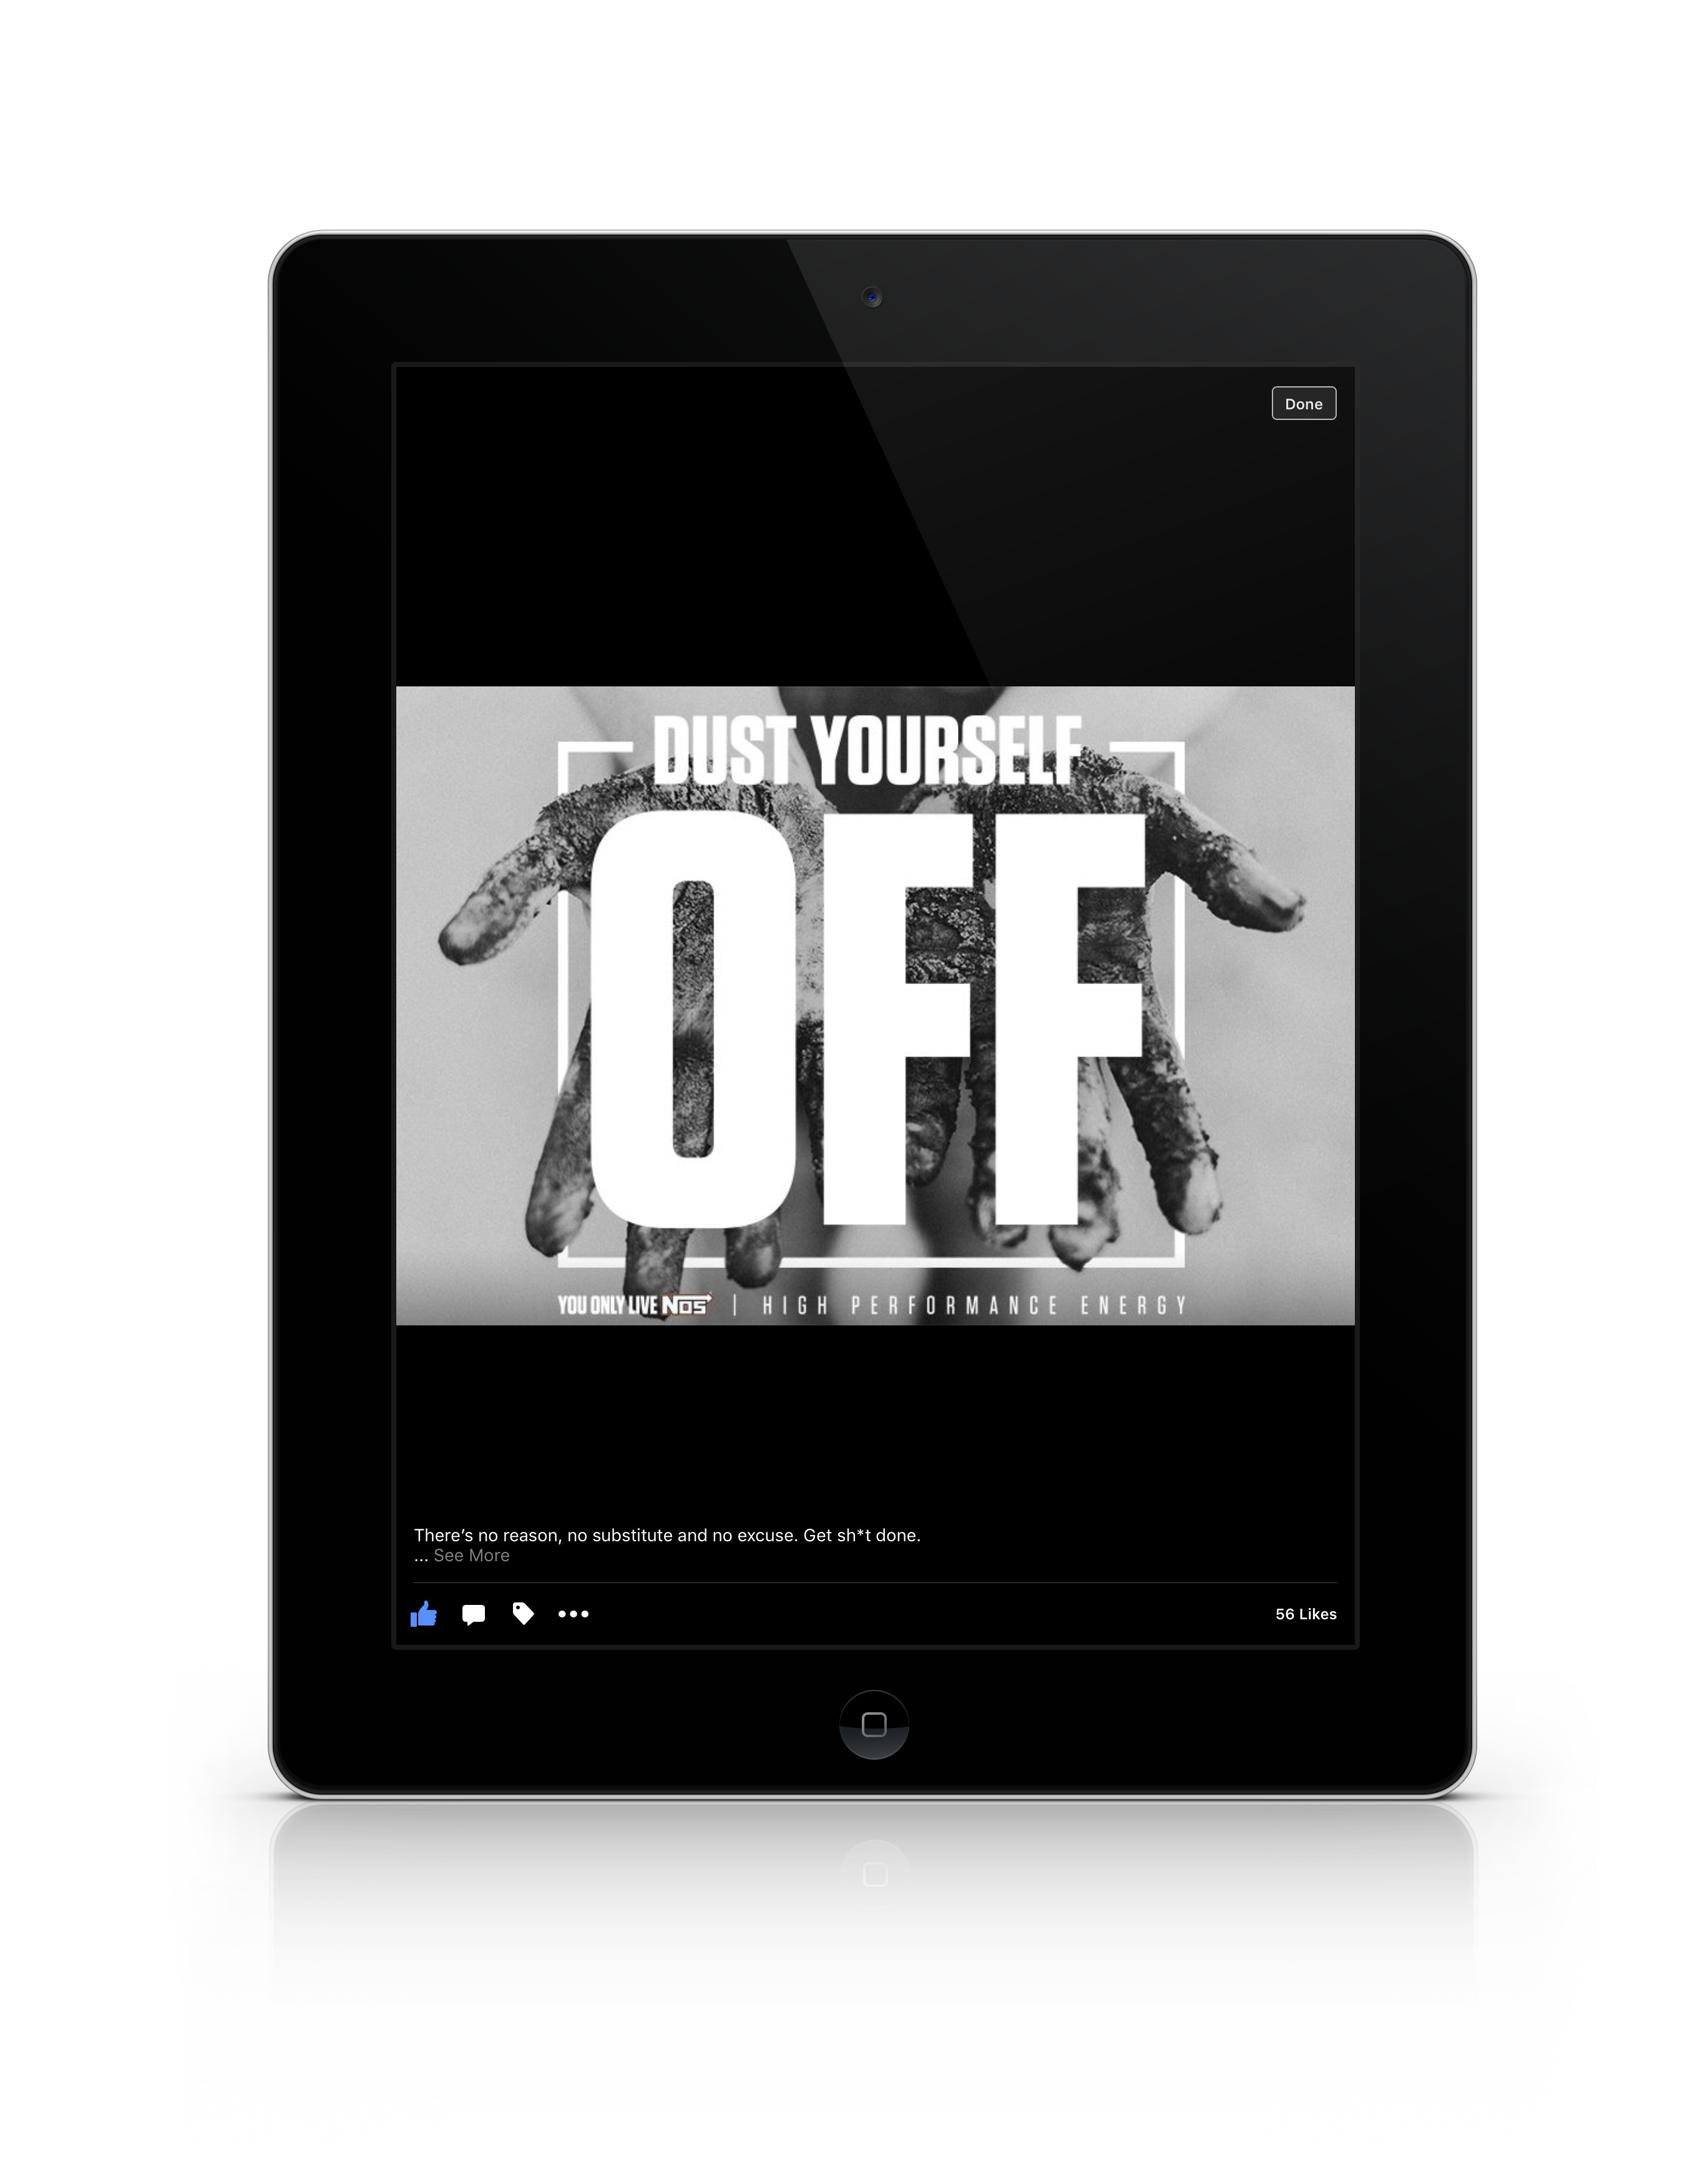 Done
DUST YOURSELF
OFF
YOU ONLY LIVE NOS | HIGH PERFORMANCE ENERGY
There’s no reason, no substitute and no excuse. Get sh*t done.
... See More
56 Likes